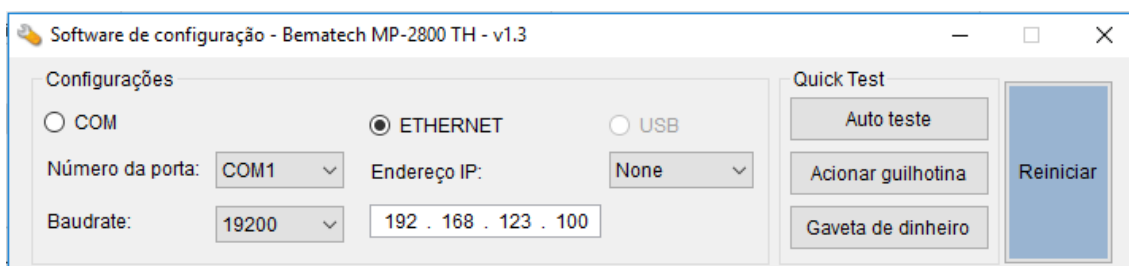 Software de configuração - Bematech MP-2800 TH - v1.3
Configurações
Quick Test
COM
ETHERNET
USB
Auto teste
Número da porta:
COM1
Endereço IP:
None
Acionar guilhotina
Reiniciar
Baudrate:
19200
192 . 168 . 123 . 100
Gaveta de dinheiro